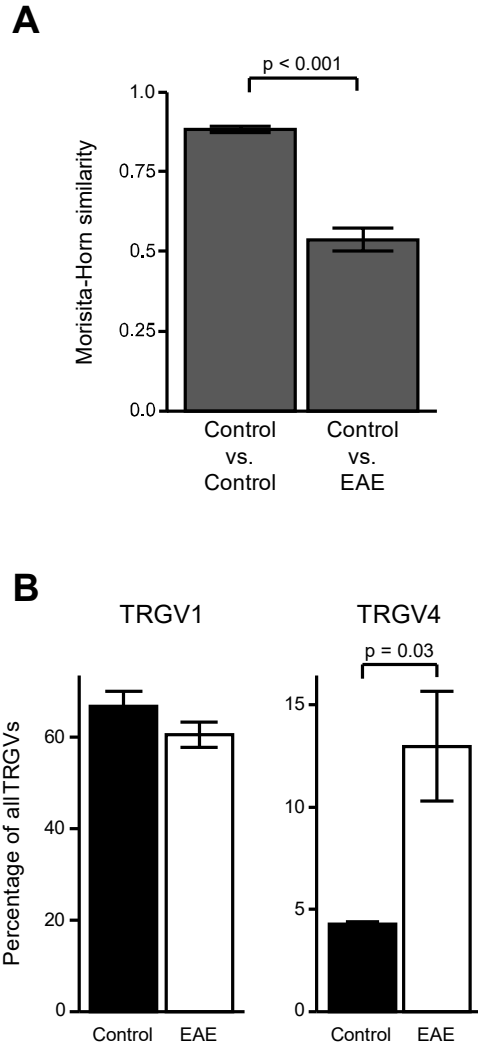 A
p < 0.001
Morisita-Horn similarity
1.0
0.75
0.5
0.25
0.0
Control
vs.
Control
Control
vs.
EAE
B
TRGV1
Percentage of all TRGVs
60
40
20
0
Control
EAE
TRGV4
p = 0.03
15
10
5
0
Control
EAE